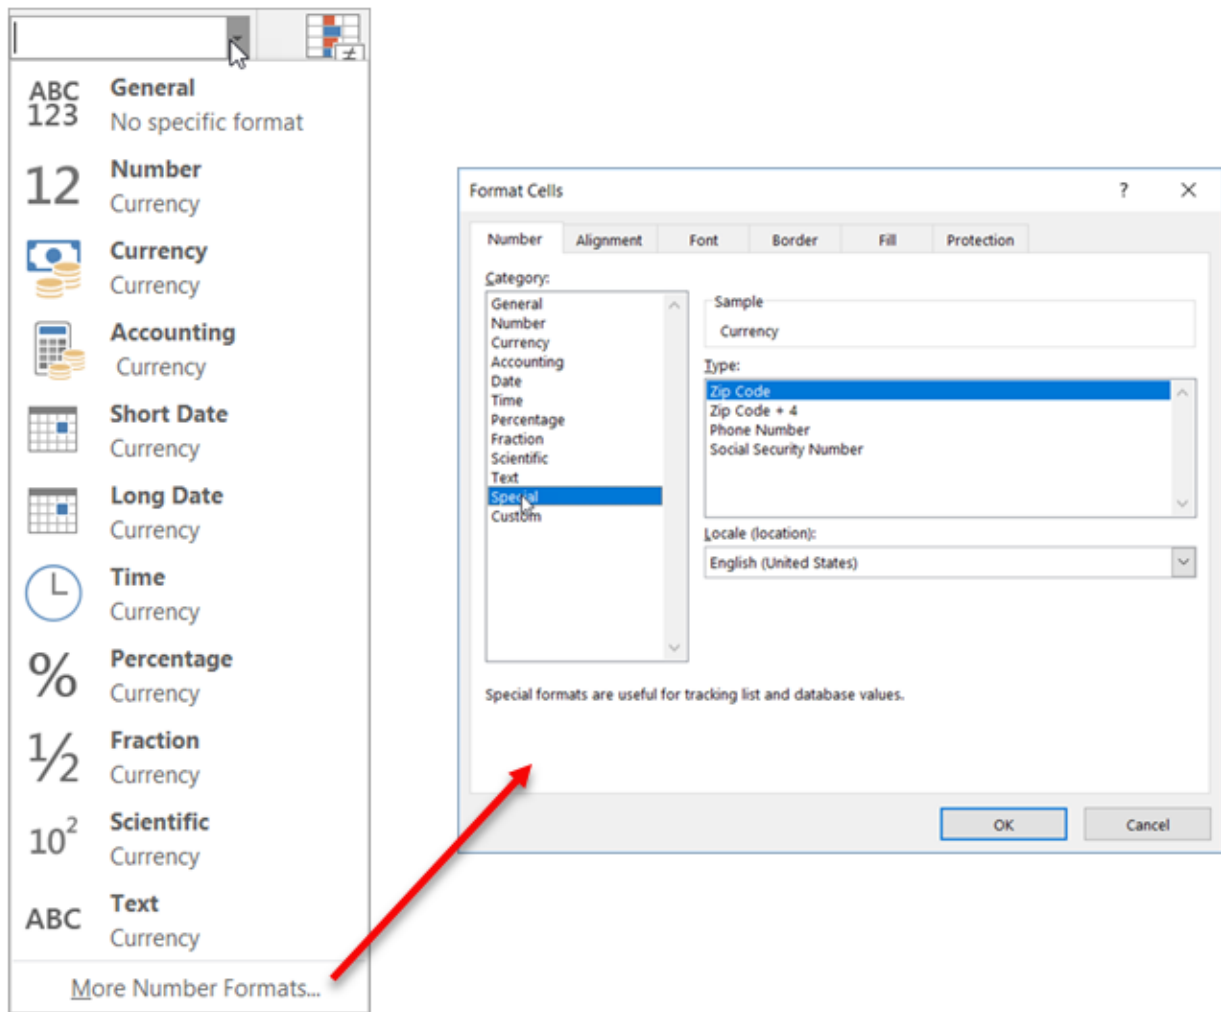 ABC
123
General
No specific format
12
Number
Currency
Currency
Currency
Accounting
Currency
Short Date
Currency
Long Date
Currency
Time
Currency
%
Percentage
Currency
½
Fraction
Currency
10²
Scientific
Currency
ABC
Text
Currency
More Number Formats...
Format Cells
?
Number Alignment Font Border Fill Protection
Category:
General
Number
Currency
Accounting
Date
Time
Percentage
Fraction
Scientific
Text
Special
Custom
Sample
Currency
Type:
Zip Code
Zip Code + 4
Phone Number
Social Security Number
Locale (location):
English (United States)
Special formats are useful for tracking list and database values.
OK Cancel